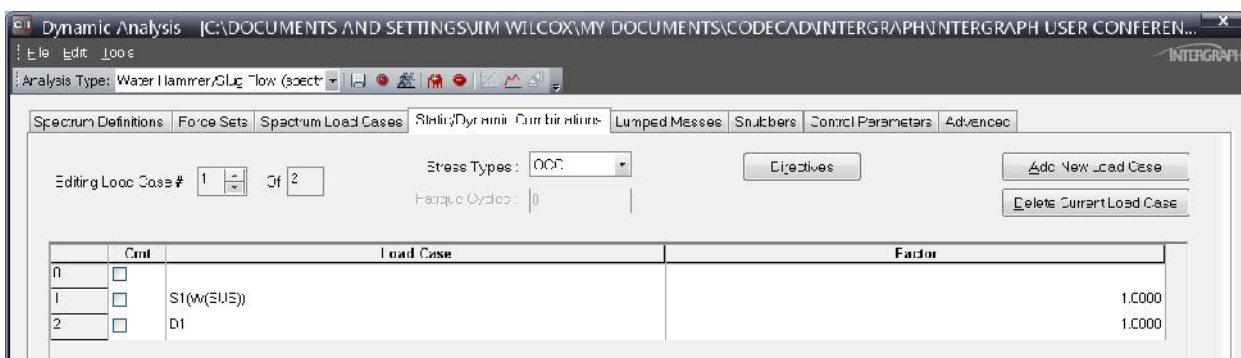 Dynamic Analysis - [C:\DOCUMENTS AND SETTINGS\JIM WILCOX\MY DOCUMENTS\CODECAD\INTERGRAPH\INTERGRAPH USER CONFEREN...
File Edit Tools
INTERGRAPH
Analysis Type: Water Hammer/Slug Flow (spectr
Spectrum Definitions Force Sets Spectrum Load Cases Static/Dynamic Combinations Lumped Masses Snubbers Control Parameters Advanced
Editing Load Case # 1 Of 2 Stress Types : OCC Directives Add New Load Case
Fatigue Cycles : 0 Delete Current Load Case
Cmt Load Case Factor
0
1 S1(W(SUS)) 1.0000
2 D1 1.0000